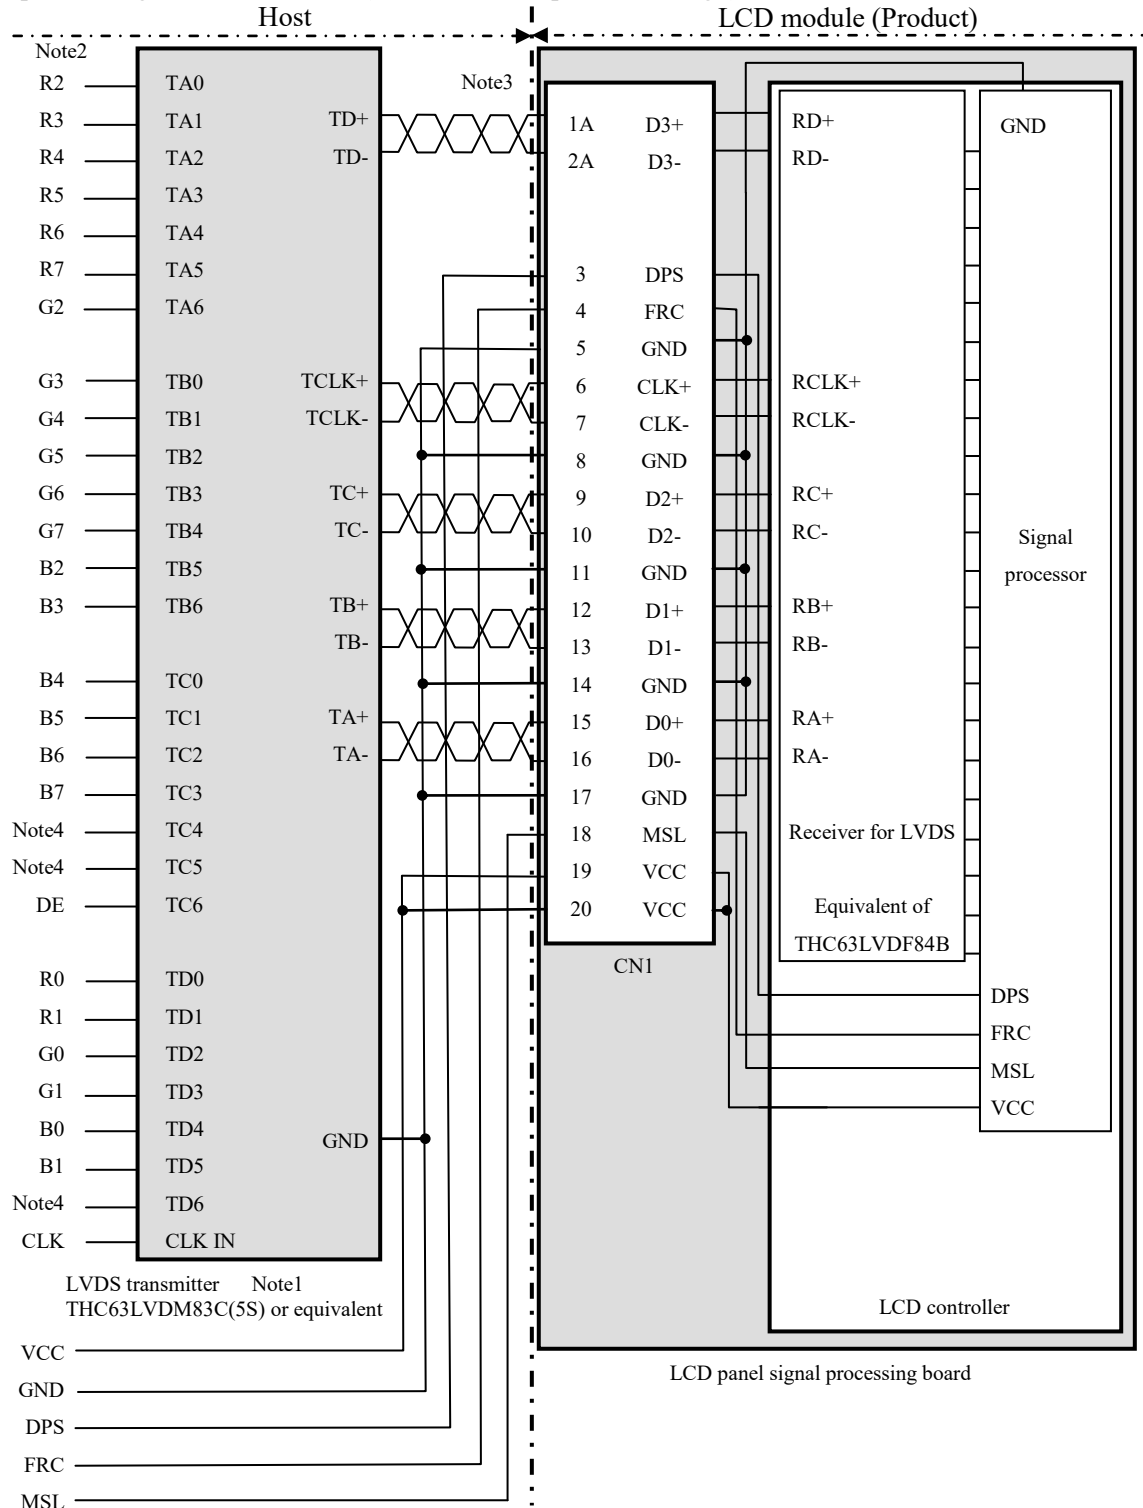 Host
LCD module (Product)
Note2
R2 TA0
R3 TA1 TD+
R4 TA2 TD-
R5 TA3
R6 TA4
R7 TA5
G2 TA6
G3 TB0 TCLK+
G4 TB1 TCLK-
G5 TB2
G6 TB3 TC+
G7 TB4 TC-
B2 TB5
B3 TB6 TB+
TB-
B4 TC0
B5 TC1 TA+
B6 TC2 TA-
B7 TC3
Note4 TC4
Note4 TC5
DE TC6
R0 TD0
R1 TD1
G0 TD2
G1 TD3
B0 TD4
GND
B1 TD5
Note4 TD6
CLK CLK IN
LVDS transmitter Note1
THC63LVDM83C(5S) or equivalent
VCC
GND
DPS
FRC
MSL
Note3
1A D3+
2A D3-
3 DPS
4 FRC
5 GND
6 CLK+
7 CLK-
8 GND
9 D2+
10 D2-
11 GND
12 D1+
13 D1-
14 GND
15 D0+
16 D0-
17 GND
18 MSL
19 VCC
20 VCC
CN1
RD+
RD-
RCLK+
RCLK-
RC+
RC-
RB+
RB-
RA+
RA-
Receiver for LVDS
Equivalent of
THC63LVDF84B
GND
Signal
processor
DPS
FRC
MSL
VCC
LCD controller
LCD panel signal processing board